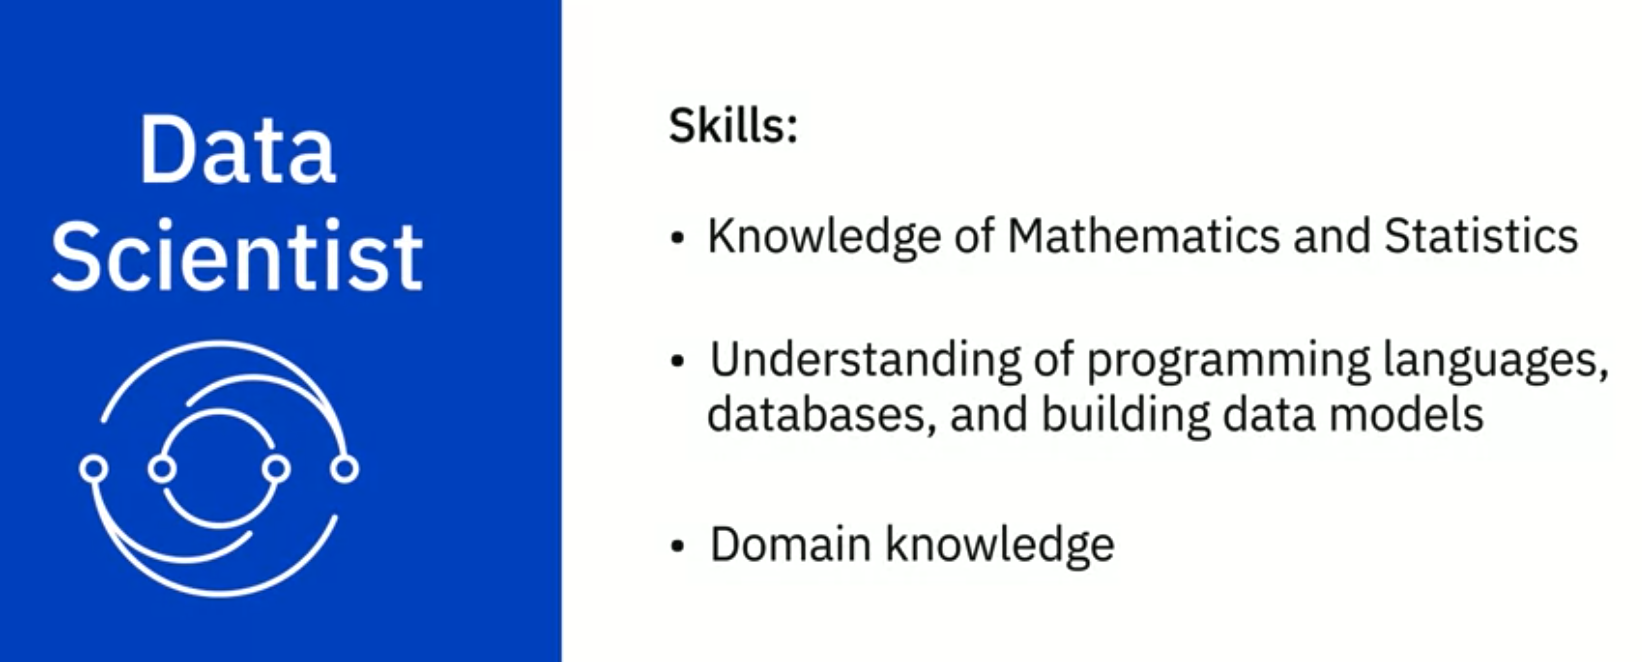 Data
Scientist
Skills:
• Knowledge of Mathematics and Statistics
• Understanding of programming languages,
databases, and building data models
• Domain knowledge